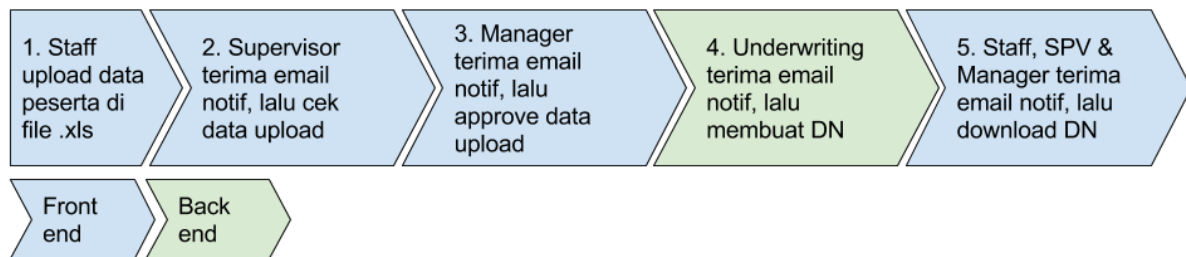 1. Staff
upload data
peserta di
file .xls
2. Supervisor
terima email
notif, lalu cek
data upload
3. Manager
terima email
notif, lalu
approve data
upload
4. Underwriting
terima email
notif, lalu
membuat DN
5. Staff, SPV &
Manager terima
email notif, lalu
download DN
Front
end
Back
end